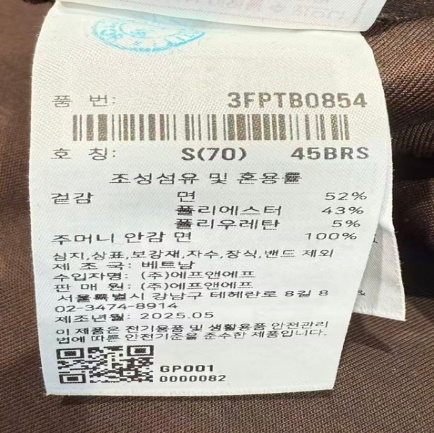 품 번: 3FPTB0854
호 칭: S(70) 45BRS
조성섬유 및 혼용률
겉감 면 52%
폴리에스터 43%
폴리우레탄 5%
주머니 안감 면 100%
심지,상표,보강재,자수,장식,밴드 제외
제 조 국: 베트남
수입자명: (주)에프앤에프
판 매 원: (주)에프앤에프
서울특별시 강남구 테헤란로 8길 8
02-3474-8914
제조년월: 2025.05
이 제품은 전기용품 및 생활용품 안전관리
법에 따른 안전기준을 준수한 제품입니다.
GP001
0000082